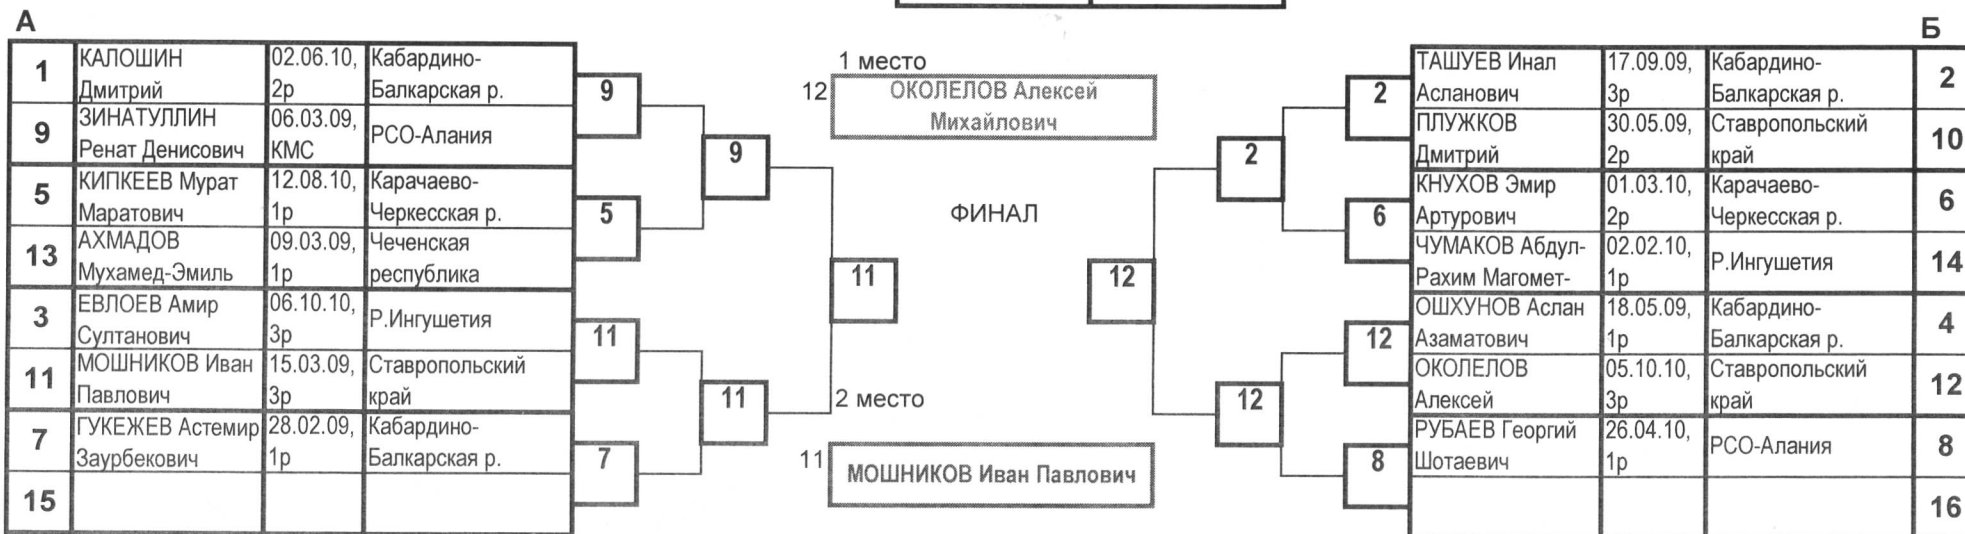 А
Б
1 КАЛОШИН Дмитрий 02.06.10, 2р Кабардино-Балкарская р.
9 ЗИНАТУЛЛИН Ренат Денисович 06.03.09, КМС РСО-Алания
5 КИПКЕЕВ Мурат Маратович 12.08.10, 1р Карачаево-Черкесская р.
13 АХМАДОВ Мухамед-Эмиль 09.03.09, 1р Чеченская республика
3 ЕВЛОЕВ Амир Султанович 06.10.10, 3р Р.Ингушетия
11 МОШНИКОВ Иван Павлович 15.03.09, 3р Ставропольский край
7 ГУКЕЖЕВ Астемир Заурбекович 28.02.09, 1р Кабардино-Балкарская р.
15
9
5
11
7
9
11
11
1 место
12 ОКОЛЕЛОВ Алексей
Михайлович
ФИНАЛ
2 место
11 МОШНИКОВ Иван Павлович
12
2
12
2
6
12
8
ТАШУЕВ Инал Асланович 17.09.09, 3р Кабардино-Балкарская р. 2
ПЛУЖКОВ Дмитрий 30.05.09, 2р Ставропольский край 10
КНУХОВ Эмир Артурович 01.03.10, 2р Карачаево-Черкесская р. 6
ЧУМАКОВ Абдул-Рахим Магомет- 02.02.10, 1р Р.Ингушетия 14
ОШХУНОВ Аслан Азаматович 18.05.09, 1р Кабардино-Балкарская р. 4
ОКОЛЕЛОВ Алексей 05.10.10, 3р Ставропольский край 12
РУБАЕВ Георгий Шотаевич 26.04.10, 1р РСО-Алания 8
16